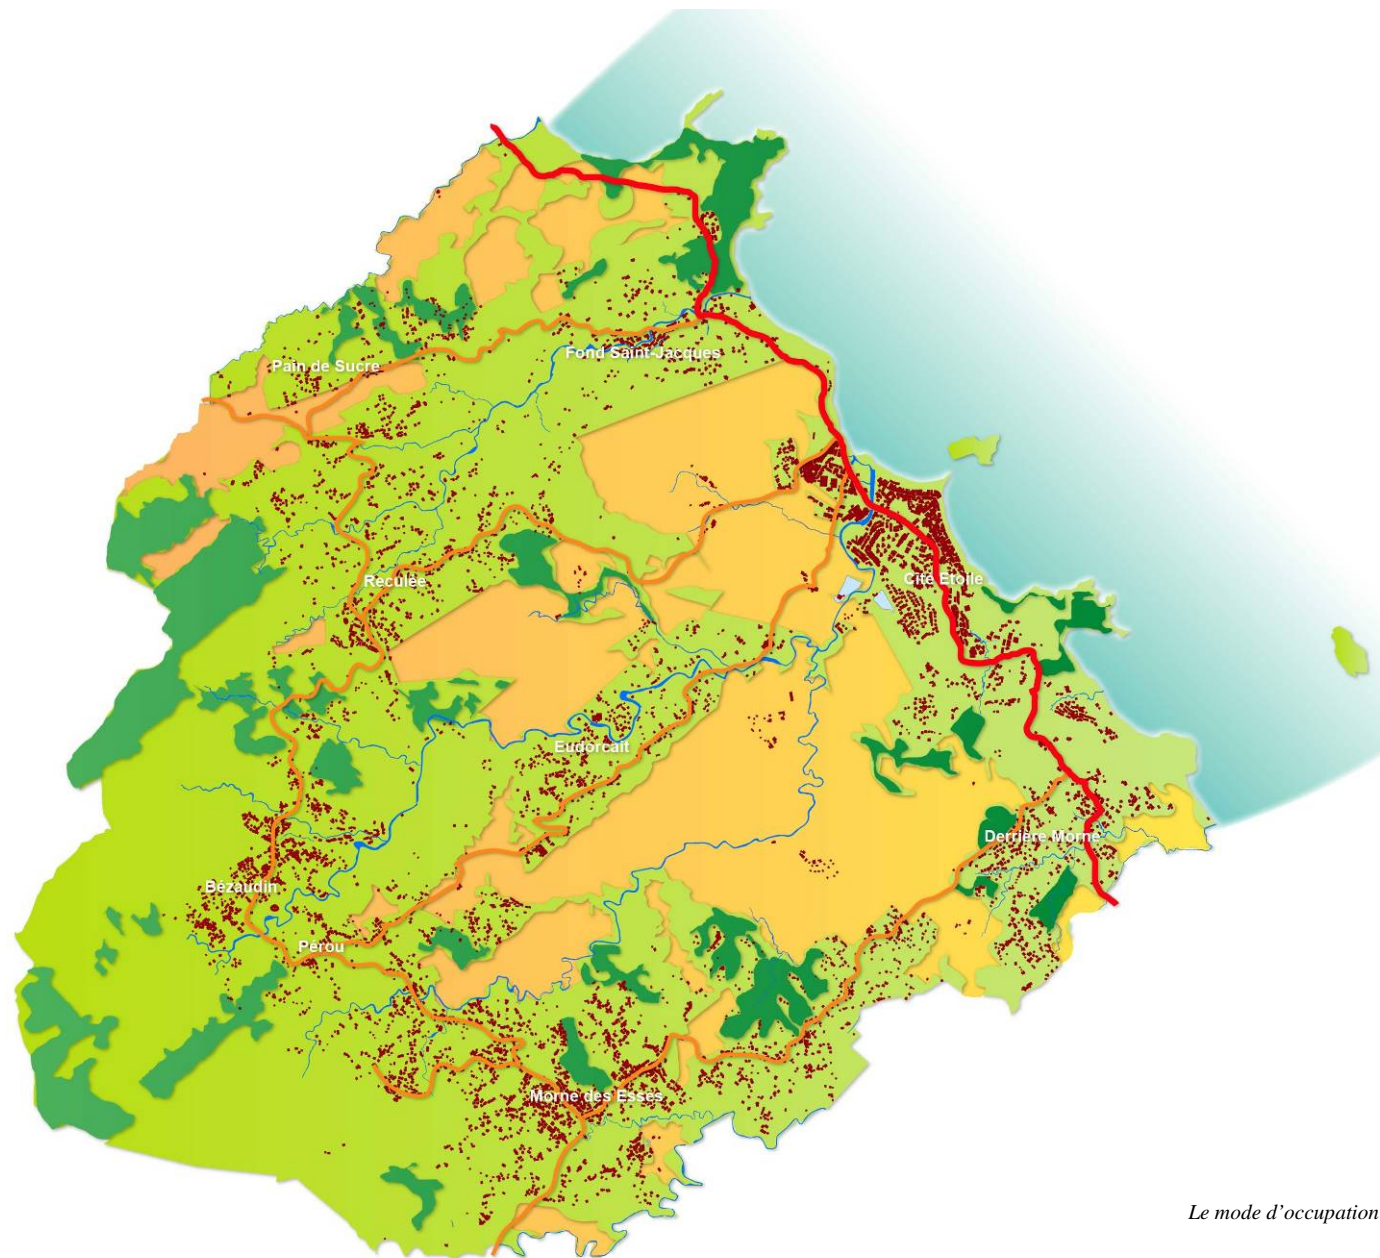 Fond Saint-Jacques
Pain de Sucre
Cité Etoile
Reculée
Eudorcait
Derrière Morne
Bézaudin
Pérou
Morne des Esses
Le mode d'occupation